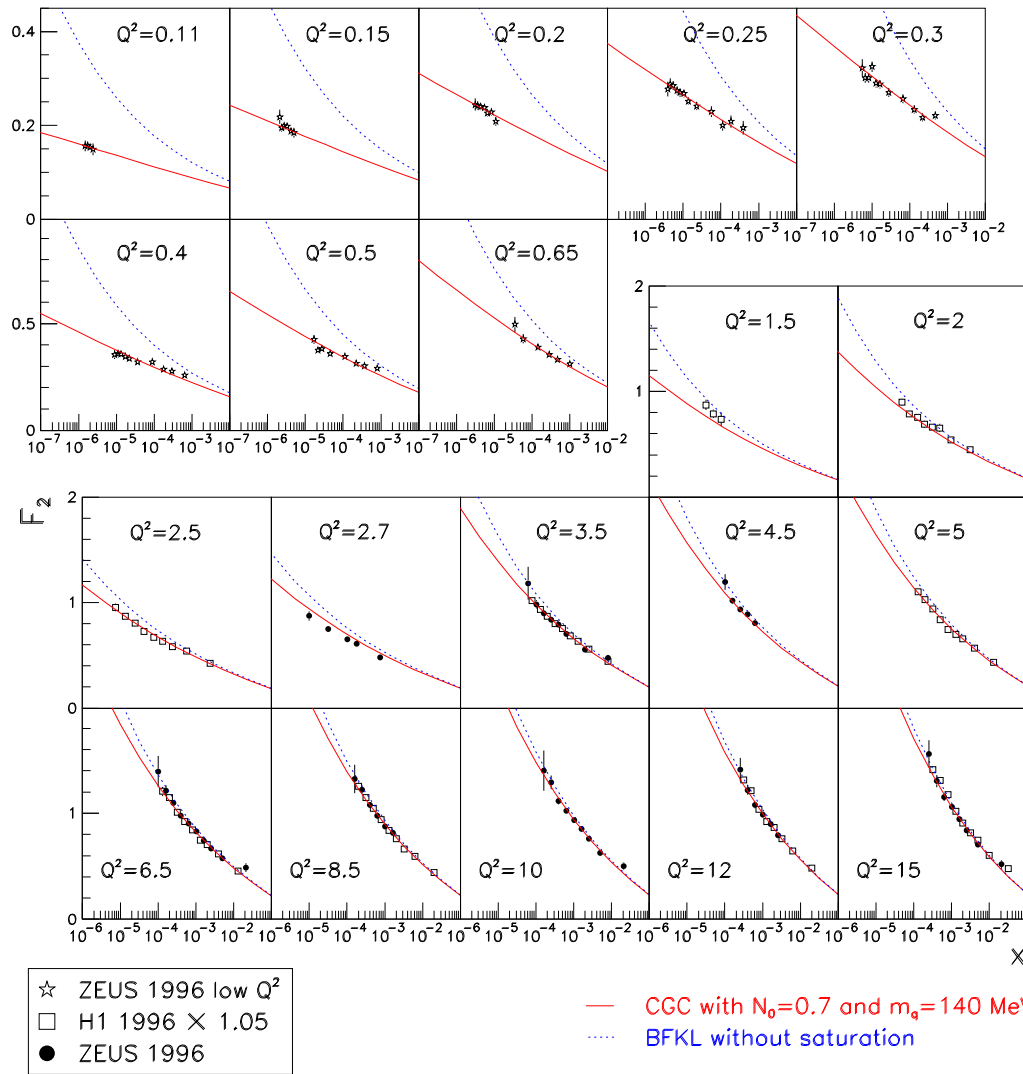 0.4
Q²=0.11
Q²=0.15
Q²=0.2
Q²=0.25
Q²=0.3
0.2
0
10⁻⁶ 10⁻⁵ 10⁻⁴ 10⁻³ 10⁻⁷ 10⁻⁶ 10⁻⁵ 10⁻⁴ 10⁻³ 10⁻²
Q²=0.4
Q²=0.5
Q²=0.65
0.5
0
10⁻⁷ 10⁻⁶ 10⁻⁵ 10⁻⁴ 10⁻³ 10⁻⁷ 10⁻⁶ 10⁻⁵ 10⁻⁴ 10⁻³ 10⁻⁷ 10⁻⁶ 10⁻⁵ 10⁻⁴ 10⁻³ 10⁻²
2
Q²=1.5
Q²=2
1
F₂
2
Q²=2.5
Q²=2.7
Q²=3.5
Q²=4.5
Q²=5
1
0
Q²=6.5
Q²=8.5
Q²=10
Q²=12
Q²=15
1
0
10⁻⁶ 10⁻⁵ 10⁻⁴ 10⁻³ 10⁻² 10⁻⁶ 10⁻⁵ 10⁻⁴ 10⁻³ 10⁻² 10⁻⁶ 10⁻⁵ 10⁻⁴ 10⁻³ 10⁻² 10⁻⁶ 10⁻⁵ 10⁻⁴ 10⁻³ 10⁻² 10⁻⁶ 10⁻⁵ 10⁻⁴ 10⁻³ 10⁻²
x
ZEUS 1996 low Q²
H1 1996 × 1.05
ZEUS 1996
CGC with N₀=0.7 and m_q=140 MeV
BFKL without saturation